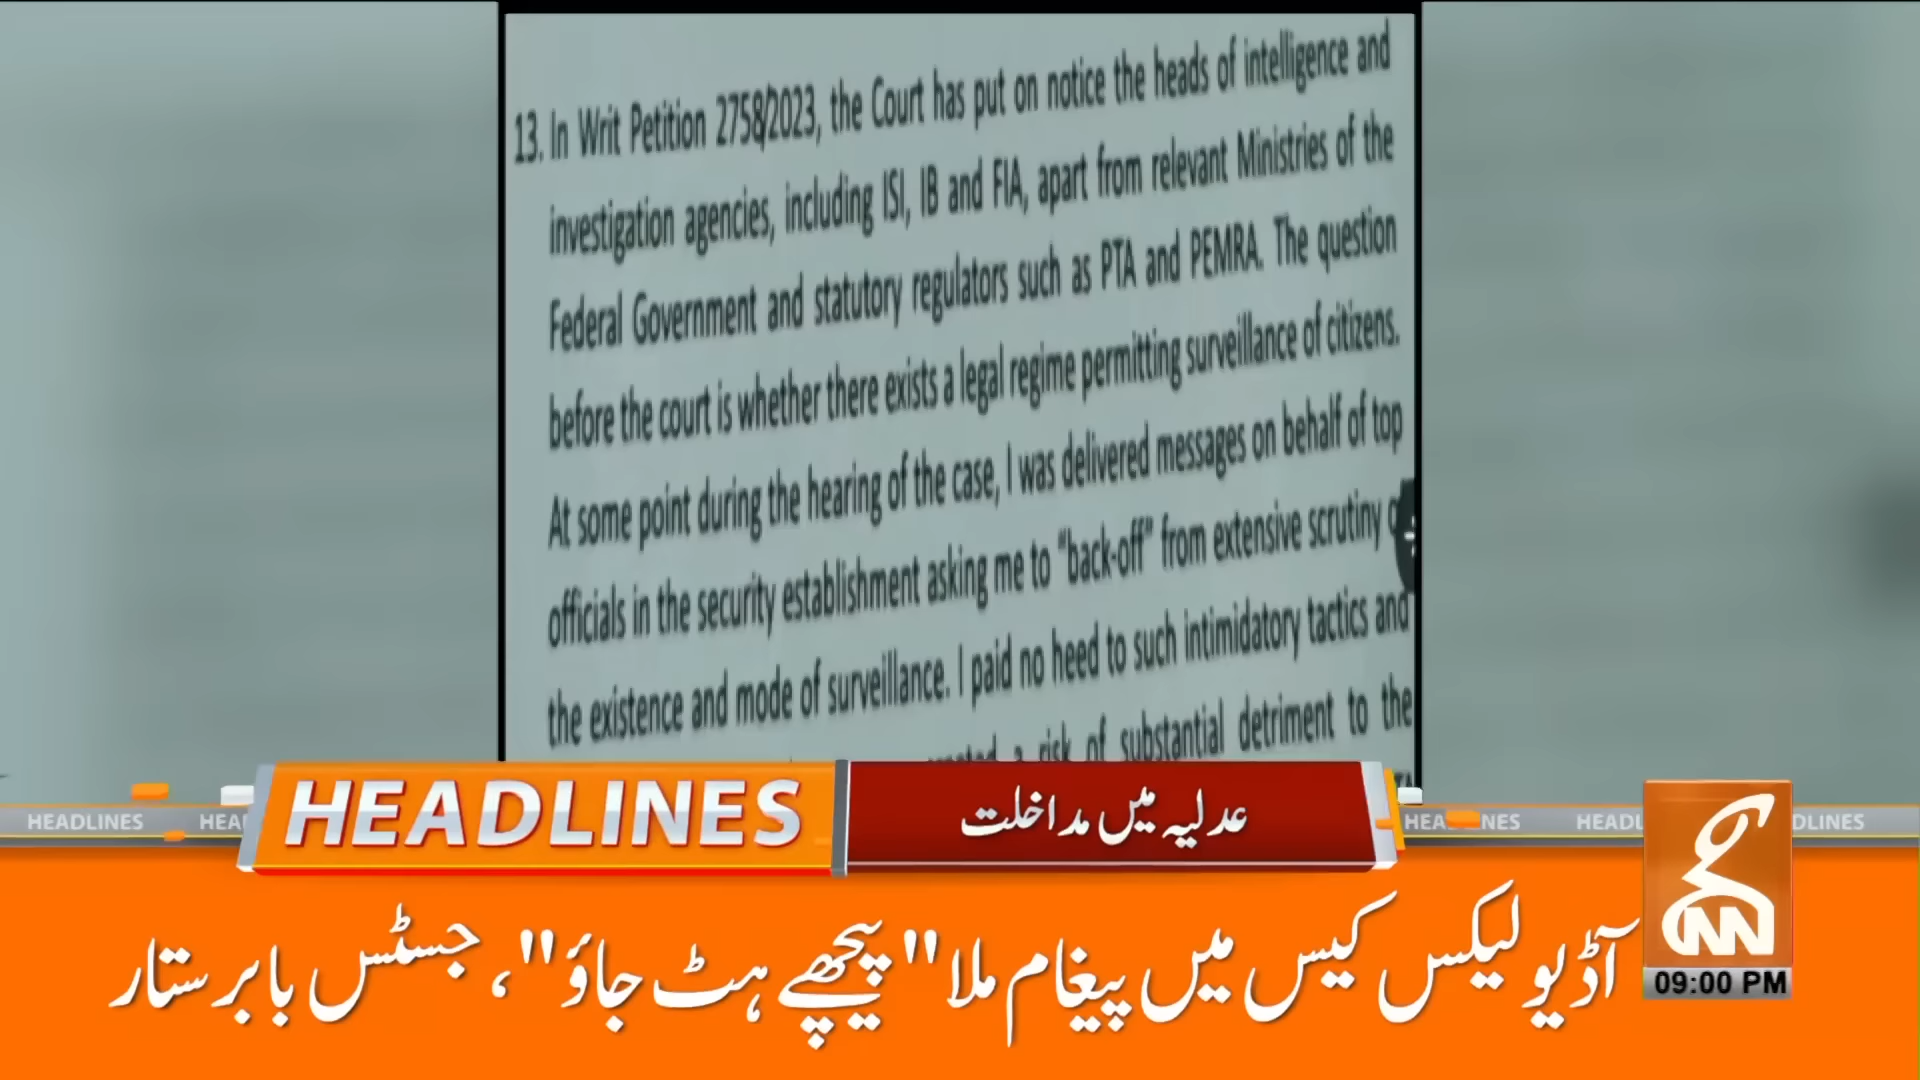 13. In Writ Petition 2758/2023, the Court has put on notice the heads of intelligence and
investigation agencies, including ISI, IB and FIA, apart from relevant Ministries of the
Federal Government and statutory regulators such as PTA and PEMRA. The question
before the court is whether there exists a legal regime permitting surveillance of citizens.
At some point during the hearing of the case, I was delivered messages on behalf of top
officials in the security establishment asking me to “back-off” from extensive scrutiny
the existence and mode of surveillance. I paid no heed to such intimidatory tactics and
a risk of substantial detriment to the
HEADLINES
HEADLINES
عدلیہ میں مداخلت
GNN
09:00 PM
آڈیو لیکس کیس میں پیغام ملا "پیچھے ہٹ جاؤ"، جسٹس بابر ستار